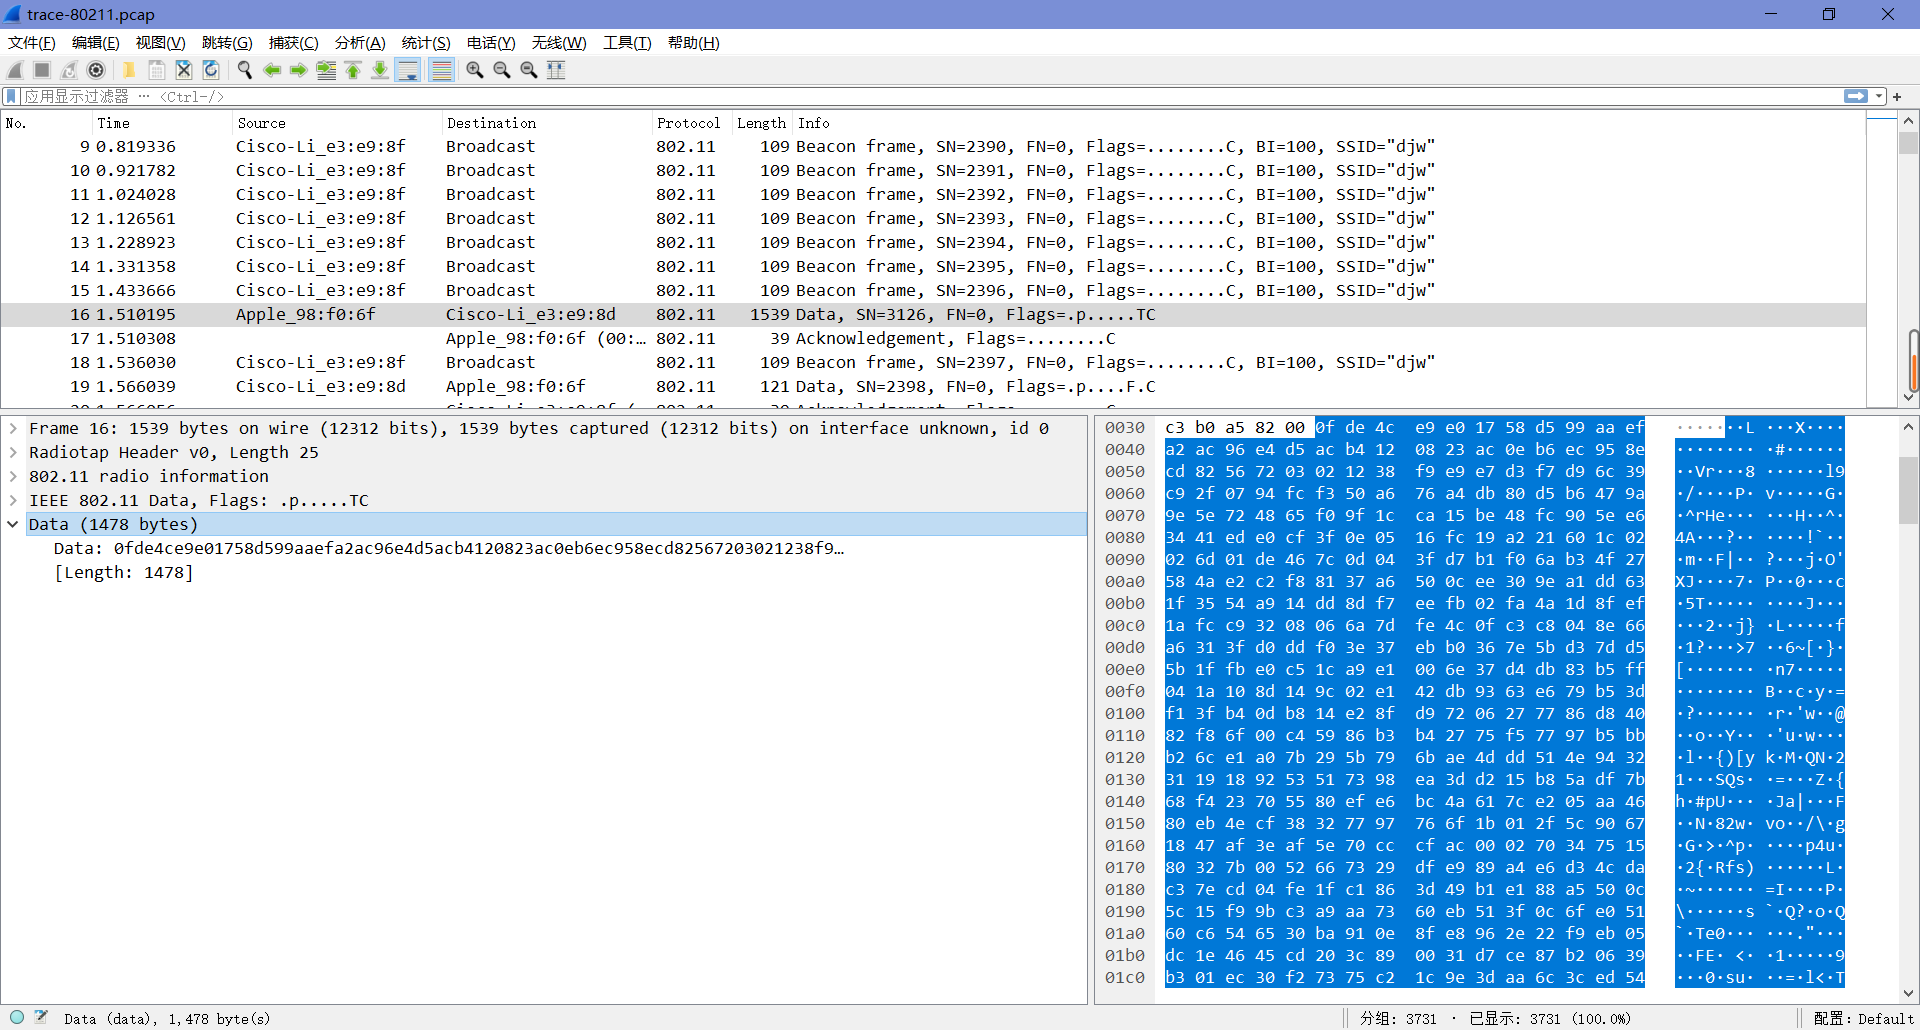 trace-80211.pcap
文件(F) 编辑(E) 视图(V) 跳转(G) 捕获(C) 分析(A) 统计(S) 电话(Y) 无线(W) 工具(T) 帮助(H)
应用显示过滤器 ··· <Ctrl-/>
No. Time Source Destination Protocol Length Info
9 0.819336 Cisco-Li_e3:e9:8f Broadcast 802.11 109 Beacon frame, SN=2390, FN=0, Flags=........C, BI=100, SSID="djw"
10 0.921782 Cisco-Li_e3:e9:8f Broadcast 802.11 109 Beacon frame, SN=2391, FN=0, Flags=........C, BI=100, SSID="djw"
11 1.024028 Cisco-Li_e3:e9:8f Broadcast 802.11 109 Beacon frame, SN=2392, FN=0, Flags=........C, BI=100, SSID="djw"
12 1.126561 Cisco-Li_e3:e9:8f Broadcast 802.11 109 Beacon frame, SN=2393, FN=0, Flags=........C, BI=100, SSID="djw"
13 1.228923 Cisco-Li_e3:e9:8f Broadcast 802.11 109 Beacon frame, SN=2394, FN=0, Flags=........C, BI=100, SSID="djw"
14 1.331358 Cisco-Li_e3:e9:8f Broadcast 802.11 109 Beacon frame, SN=2395, FN=0, Flags=........C, BI=100, SSID="djw"
15 1.433666 Cisco-Li_e3:e9:8f Broadcast 802.11 109 Beacon frame, SN=2396, FN=0, Flags=........C, BI=100, SSID="djw"
16 1.510195 Apple_98:f0:6f Cisco-Li_e3:e9:8d 802.11 1539 Data, SN=3126, FN=0, Flags=.p.....TC
17 1.510308 Apple_98:f0:6f (00:… 802.11 39 Acknowledgement, Flags=........C
18 1.536030 Cisco-Li_e3:e9:8f Broadcast 802.11 109 Beacon frame, SN=2397, FN=0, Flags=........C, BI=100, SSID="djw"
19 1.566039 Cisco-Li_e3:e9:8d Apple_98:f0:6f 802.11 121 Data, SN=2398, FN=0, Flags=.p....F.C
Frame 16: 1539 bytes on wire (12312 bits), 1539 bytes captured (12312 bits) on interface unknown, id 0
Radiotap Header v0, Length 25
802.11 radio information
IEEE 802.11 Data, Flags: .p.....TC
Data (1478 bytes)
Data: 0fde4ce9e01758d599aaefa2ac96e4d5acb4120823ac0eb6ec958ecd82567203021238f9…
[Length: 1478]
0030 c3 b0 a5 82 00 0f de 4c e9 e0 17 58 d5 99 aa ef ·······L ···X····
0040 a2 ac 96 e4 d5 ac b4 12 08 23 ac 0e b6 ec 95 8e ········ ·#······
0050 cd 82 56 72 03 02 12 38 f9 e9 e7 d3 f7 d9 6c 39 ··Vr···8 ······l9
0060 c9 2f 07 94 fc f3 50 a6 76 a4 db 80 d5 b6 47 9a ·/····P· v·····G·
0070 9e 5e 72 48 65 f0 9f 1c ca 15 be 48 fc 90 5e e6 ·^rHe··· ···H··^·
0080 34 41 ed e0 cf 3f 0e 05 16 fc 19 a2 21 60 1c 02 4A···?·· ····!`··
0090 02 6d 01 de 46 7c 0d 04 3f d7 b1 f0 6a b3 4f 27 ·m··F|·· ?···j·O'
00a0 58 4a e2 c2 f8 81 37 a6 50 0c ee 30 9e a1 dd 63 XJ····7· P··0···c
00b0 1f 35 54 a9 14 dd 8d f7 ee fb 02 fa 4a 1d 8f ef ·5T····· ····J···
00c0 1a fc c9 32 08 06 6a 7d fe 4c 0f c3 c8 04 8e 66 ···2··j} ·L·····f
00d0 a6 31 3f d0 dd f0 3e 37 eb b0 36 7e 5b d3 7d d5 ·1?···>7 ··6~[·}·
00e0 5b 1f fb e0 c5 1c a9 e1 00 6e 37 d4 db 83 b5 ff [······· ·n7·····
00f0 04 1a 10 8d 14 9c 02 e1 42 db 93 63 e6 79 b5 3d ········ B··c·y·=
0100 f1 3f b4 0d b8 14 e2 8f d9 72 06 27 77 86 d8 40 ·?······ ·r·'w··@
0110 82 f8 6f 00 c4 59 86 b3 b4 27 75 f5 77 97 b5 bb ··o··Y·· ·'u·w···
0120 b2 6c e1 a0 7b 29 5b 79 6b ae 4d dd 51 4e 94 32 ·l··{)[y k·M·QN·2
0130 31 19 18 92 53 51 73 98 ea 3d d2 15 b8 5a df 7b 1···SQs· ·=···Z·{
0140 68 f4 23 70 55 80 ef e6 bc 4a 61 7c e2 05 aa 46 h·#pU··· ·Ja|···F
0150 80 eb 4e cf 38 32 77 97 76 6f 1b 01 2f 5c 90 67 ··N·82w· vo··/\·g
0160 18 47 af 3e af 5e 70 cc cf ac 00 02 70 34 75 15 ·G·>·^p· ····p4u·
0170 80 32 7b 00 52 66 73 29 df e9 89 a4 e6 d3 4c da ·2{·Rfs) ······L·
0180 c3 7e cd 04 fe 1f c1 86 3d 49 b1 e1 88 a5 50 0c ·~······ =I····P·
0190 5c 15 f9 9b c3 a9 aa 73 60 eb 51 3f 0c 6f e0 51 \······s `·Q?·o·Q
01a0 60 c6 54 65 30 ba 91 0e 8f e8 96 2e 22 f9 eb 05 `·Te0··· ···."···
01b0 dc 1e 46 45 cd 20 3c 89 00 31 d7 ce 87 b2 06 39 ··FE· <· ·1·····9
01c0 b3 01 ec 30 f2 73 75 c2 1c 9e 3d aa 6c 3c ed 54 ···0·su· ··=·l<·T
Data (data), 1,478 byte(s) 分组: 3731 · 已显示: 3731 (100.0%) 配置: Default